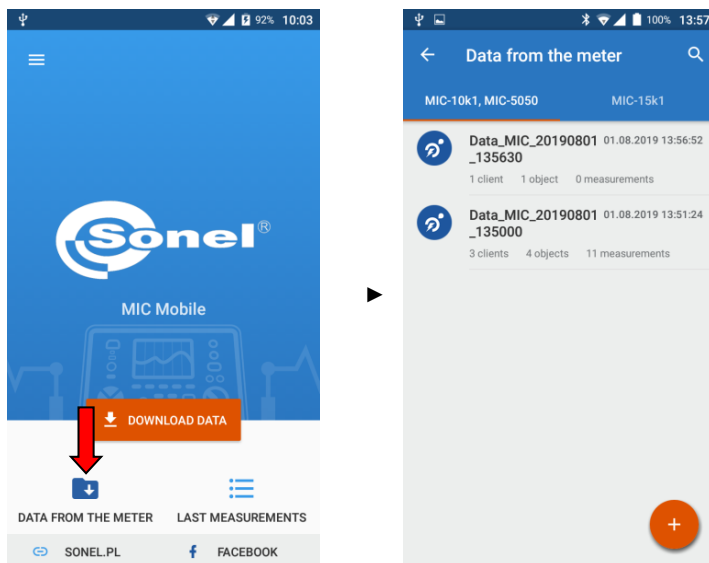 92% 10:03
Sonel®
MIC Mobile
DOWNLOAD DATA
DATA FROM THE METER LAST MEASUREMENTS
SONEL.PL FACEBOOK
100% 13:57
Data from the meter
MIC-10k1, MIC-5050 MIC-15k1
Data_MIC_20190801 01.08.2019 13:56:52
_135630
1 client 1 object 0 measurements
Data_MIC_20190801 01.08.2019 13:51:24
_135000
3 clients 4 objects 11 measurements